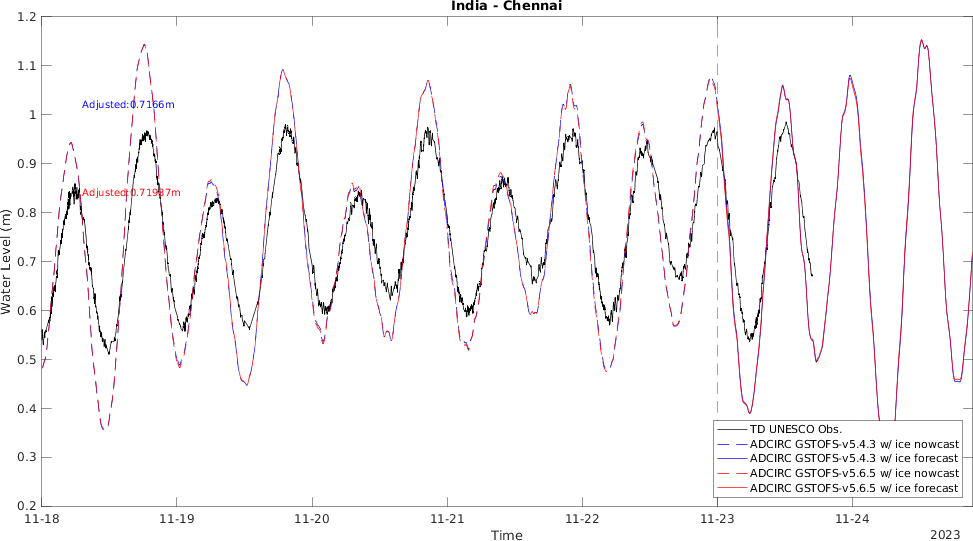 India - Chennai
1.2
1.1
1
0.9
0.8
0.7
0.6
0.5
0.4
0.3
0.2
Water Level (m)
Adjusted:0.7166m
Adjusted:0.71987m
TD UNESCO Obs.
ADCIRC GSTOFS-v5.4.3 w/ ice nowcast
ADCIRC GSTOFS-v5.4.3 w/ ice forecast
ADCIRC GSTOFS-v5.6.5 w/ ice nowcast
ADCIRC GSTOFS-v5.6.5 w/ ice forecast
11-18 11-19 11-20 11-21 11-22 11-23 11-24
Time
2023